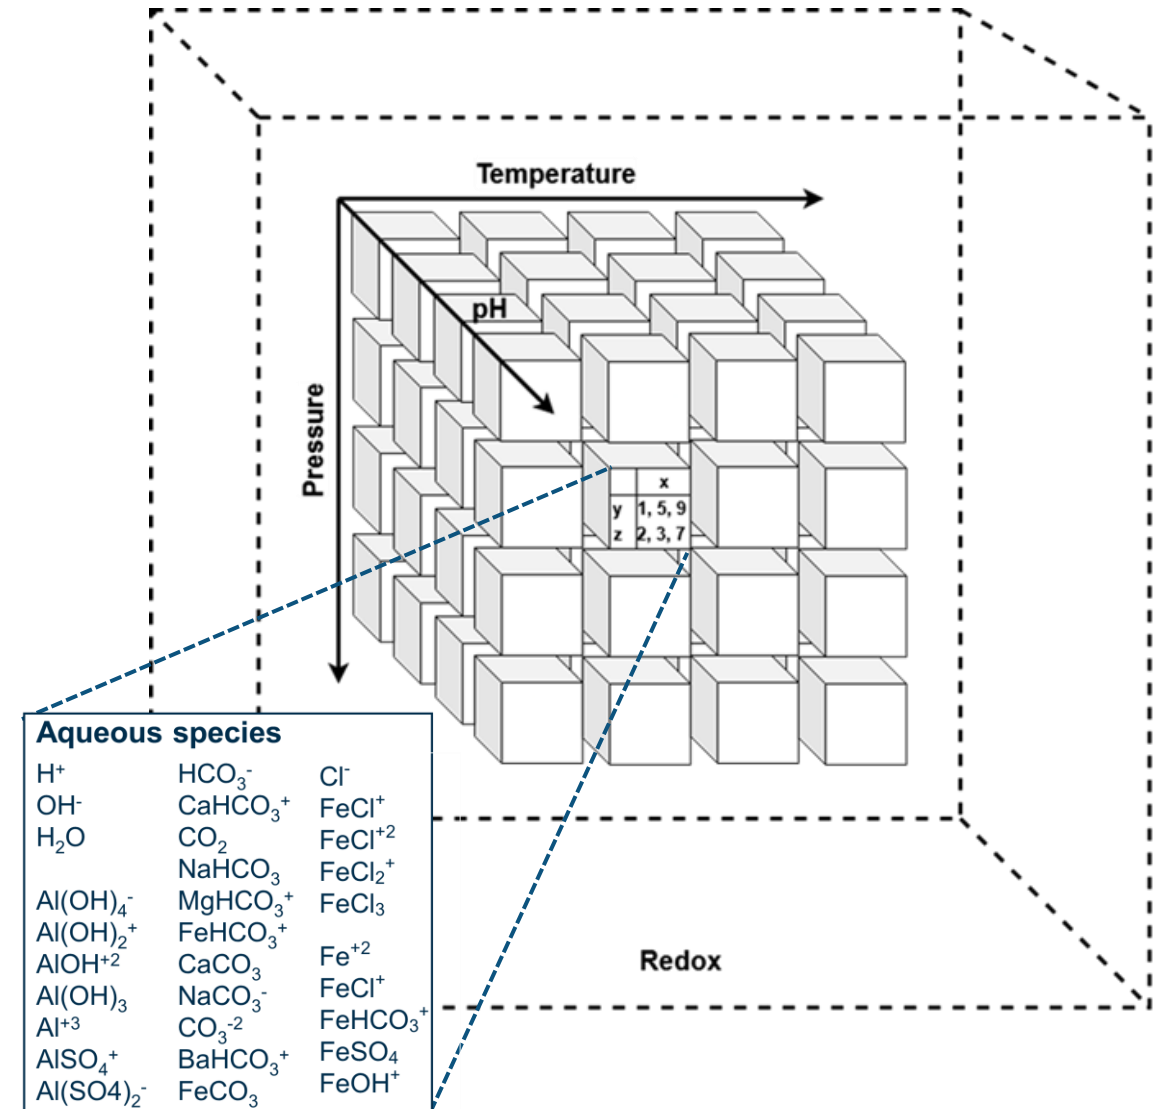 Temperature
pH
Pressure
x
y 1, 5, 9
z 2, 3, 7
Redox
Aqueous species
H⁺
OH⁻
H₂O
Al(OH)₄⁻
Al(OH)₂⁺
AlOH⁺²
Al(OH)₃
Al⁺³
AlSO₄⁺
Al(SO4)₂⁻
HCO₃⁻
CaHCO₃⁺
CO₂
NaHCO₃
MgHCO₃⁺
FeHCO₃⁺
CaCO₃
NaCO₃⁻
CO₃⁻²
BaHCO₃⁺
FeCO₃
Cl⁻
FeCl⁺
FeCl⁺²
FeCl₂⁺
FeCl₃
Fe⁺²
FeCl⁺
FeHCO₃⁺
FeSO₄
FeOH⁺